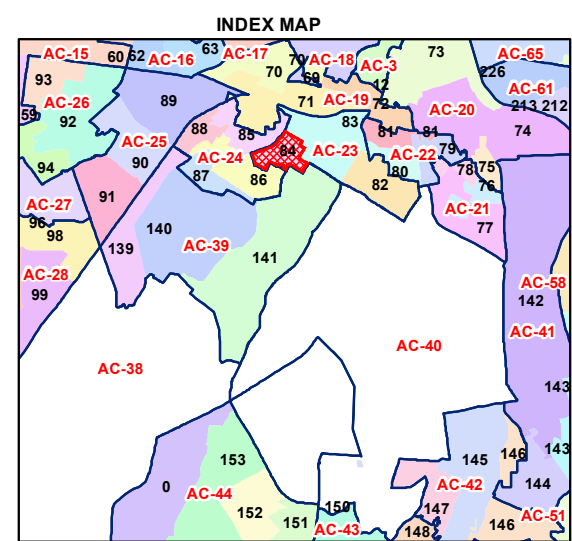 INDEX MAP
AC-15 60 62 AC-16 63 AC-17 70 70 69 AC-18 AC-3 73 AC-65
93 AC-26 92 59 89 71 AC-19 12 72 226 AC-61 213 212
AC-20 74
94 AC-25 90 88 85 84 83 81 81
AC-24 87 86 AC-23 AC-22 80 79 78 75 76
91 82
AC-27 96 98 AC-21 77
139 140 AC-39 141
AC-28 99 AC-58 142
AC-41
AC-38 AC-40
143
153 145 146 143
0 AC-44 AC-42 144
152 151 150 AC-43 147 148 146 AC-51